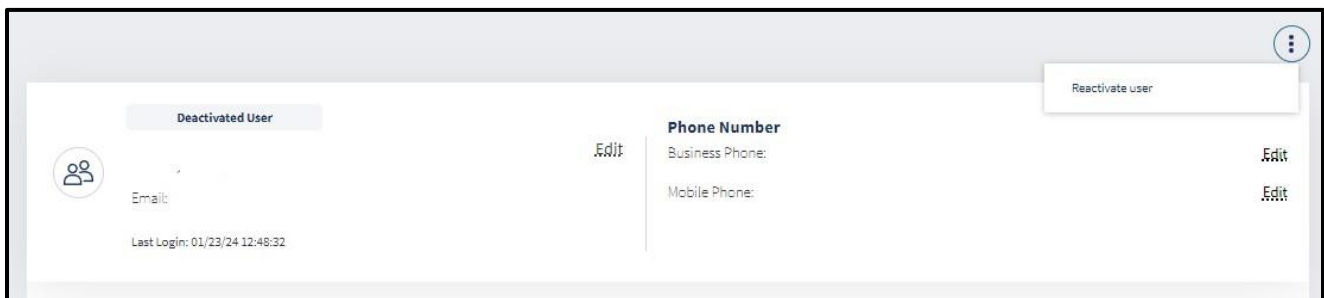 Reactivate user
Deactivated User
Edit
Email:
Last Login: 01/23/24 12:48:32
Phone Number
Business Phone:
Edit
Mobile Phone:
Edit